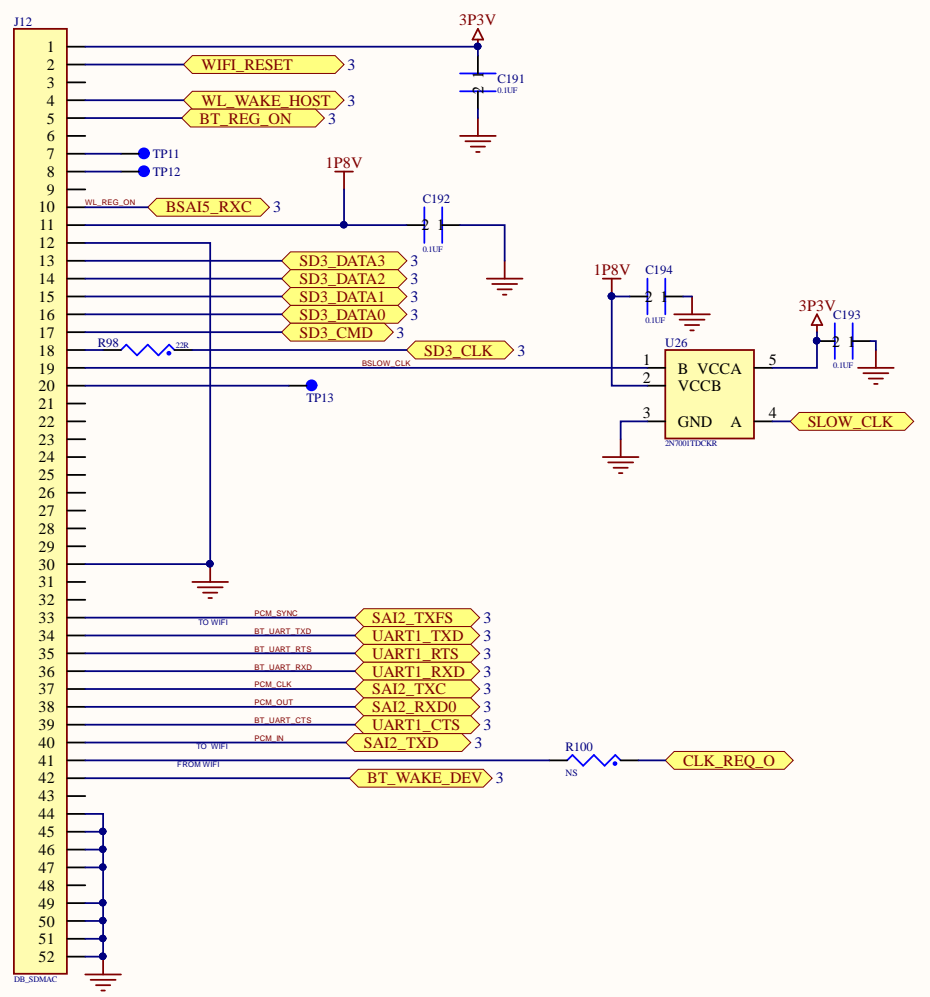 J12
3P3V
1
2 WIFI_RESET 3
3
C191
0.1UF
1
2
4 WL_WAKE_HOST 3
5 BT_REG_ON 3
6
7 TP11
8 TP12
1P8V
9
10 WL_REG_ON BSAI5_RXC 3
C192
11 2 1
0.1UF
12
13 SD3_DATA3 3
14 SD3_DATA2 3
15 SD3_DATA1 3
16 SD3_DATA0 3
17 SD3_CMD 3
18 R98 22R SD3_CLK 3
19 BSLOW_CLK
1P8V
C194
2 1
0.1UF
3P3V
C193
2 1
0.1UF
U26
1 B VCCA 5
2 VCCB
3 GND A 4 SLOW_CLK
2N7001TDCKR
20 TP13
21
22
23
24
25
26
27
28
29
30
31
32
33 PCM_SYNC SAI2_TXFS 3
TO WIFI
34 BT_UART_TXD UART1_TXD 3
35 BT_UART_RTS UART1_RTS 3
36 BT_UART_RXD UART1_RXD 3
37 PCM_CLK SAI2_TXC 3
38 PCM_OUT SAI2_RXD0 3
39 BT_UART_CTS UART1_CTS 3
40 PCM_IN SAI2_TXD 3
TO WIFI
41 R100 CLK_REQ_O
FROM WIFI
NS
42 BT_WAKE_DEV 3
43
44
45
46
47
48
49
50
51
52
DB_SDMAC